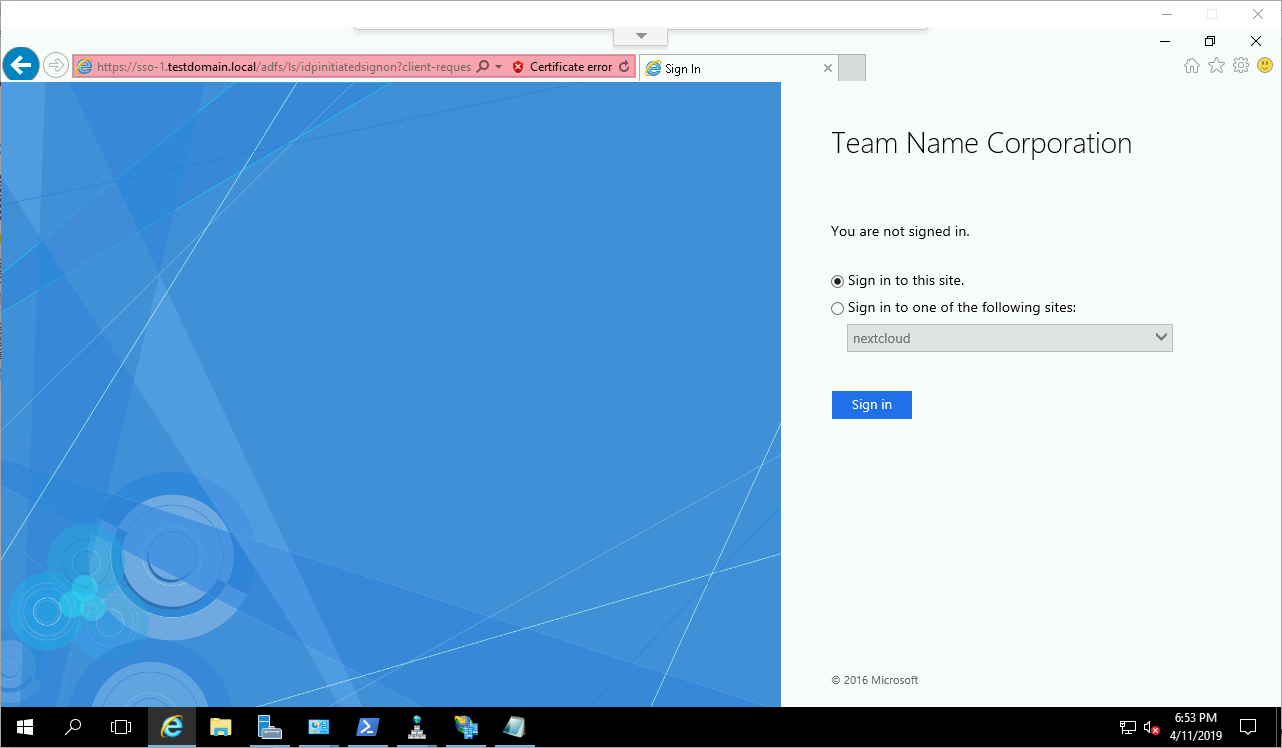 https://sso-1.testdomain.local/adfs/ls/idpinitiatedsignon?client-reques
Certificate error
Sign In
Team Name Corporation
You are not signed in.
Sign in to this site.
Sign in to one of the following sites:
nextcloud
Sign in
© 2016 Microsoft
6:53 PM
4/11/2019